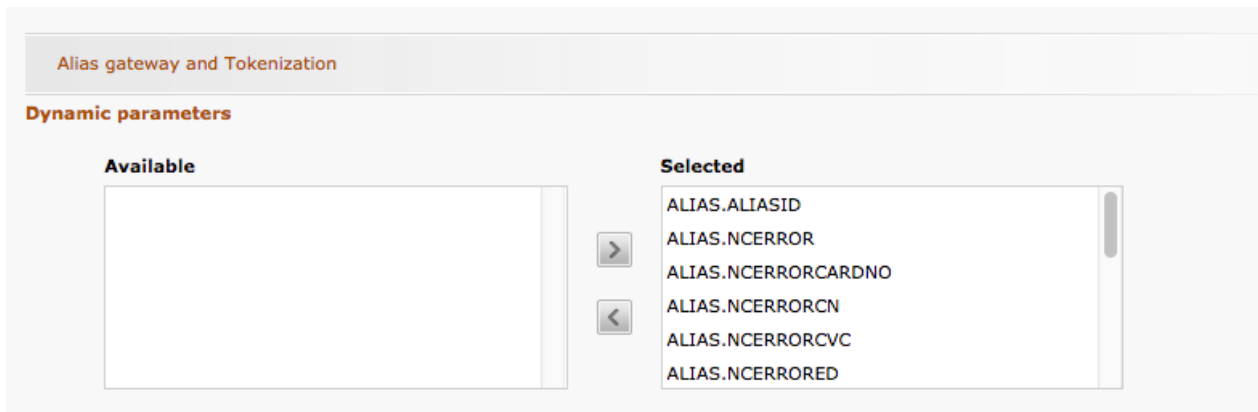 Alias gateway and Tokenization
Dynamic parameters
Available
Selected
ALIAS.ALIASID
ALIAS.NCERROR
ALIAS.NCERRORCARDNO
ALIAS.NCERRORCN
ALIAS.NCERRORCVC
ALIAS.NCERRORED